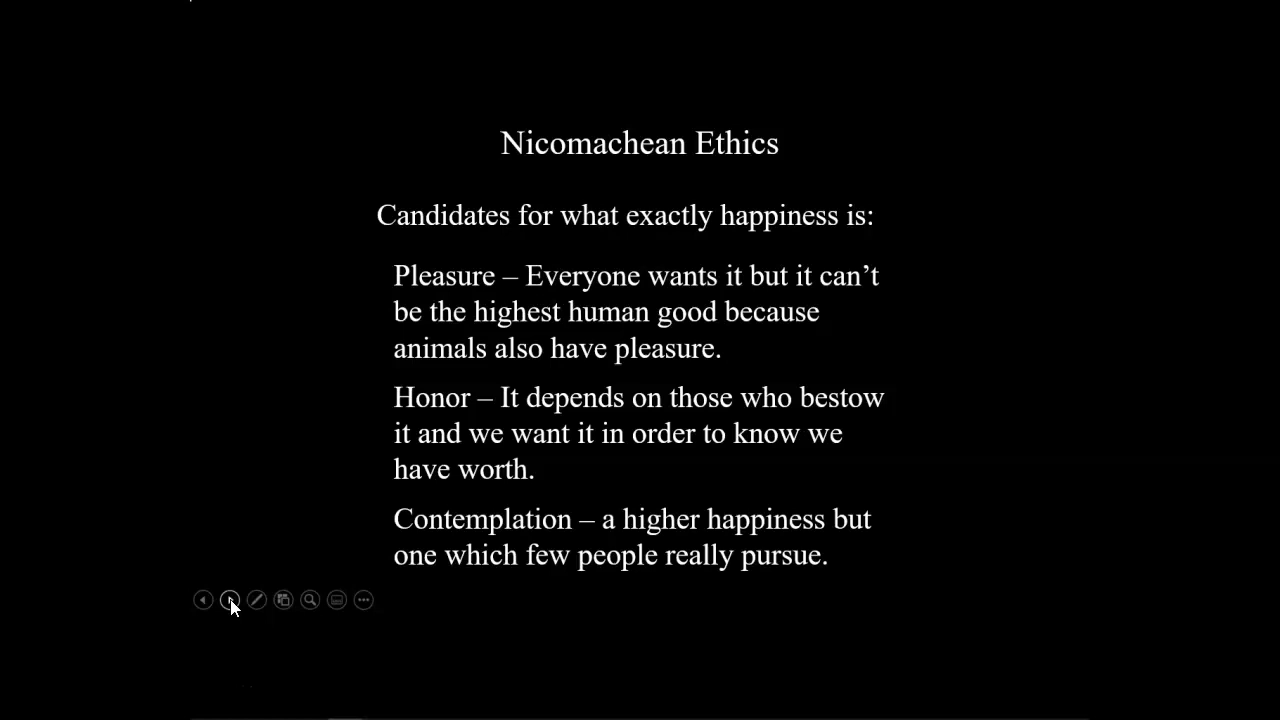 Nicomachean Ethics
Candidates for what exactly happiness is:
Pleasure – Everyone wants it but it can’t
be the highest human good because
animals also have pleasure.
Honor – It depends on those who bestow
it and we want it in order to know we
have worth.
Contemplation – a higher happiness but
one which few people really pursue.